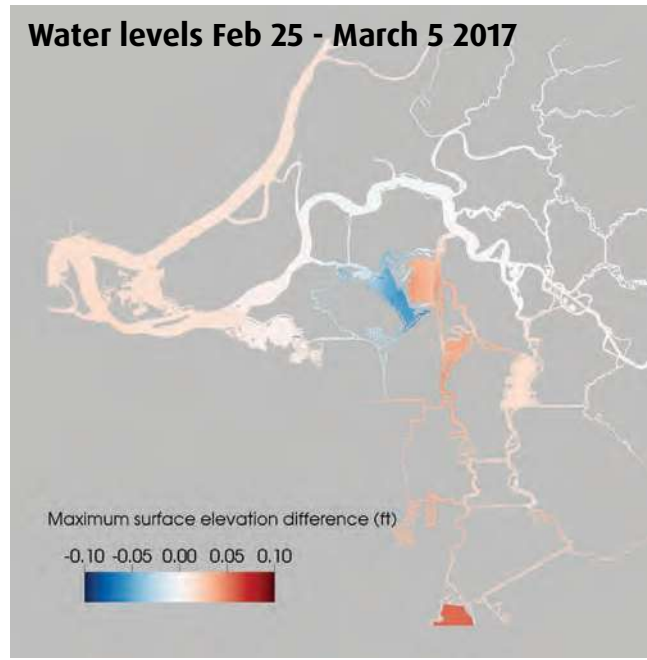 Water levels Feb 25 - March 5 2017
Maximum surface elevation difference (ft)
-0.10 -0.05 0.00 0.05 0.10